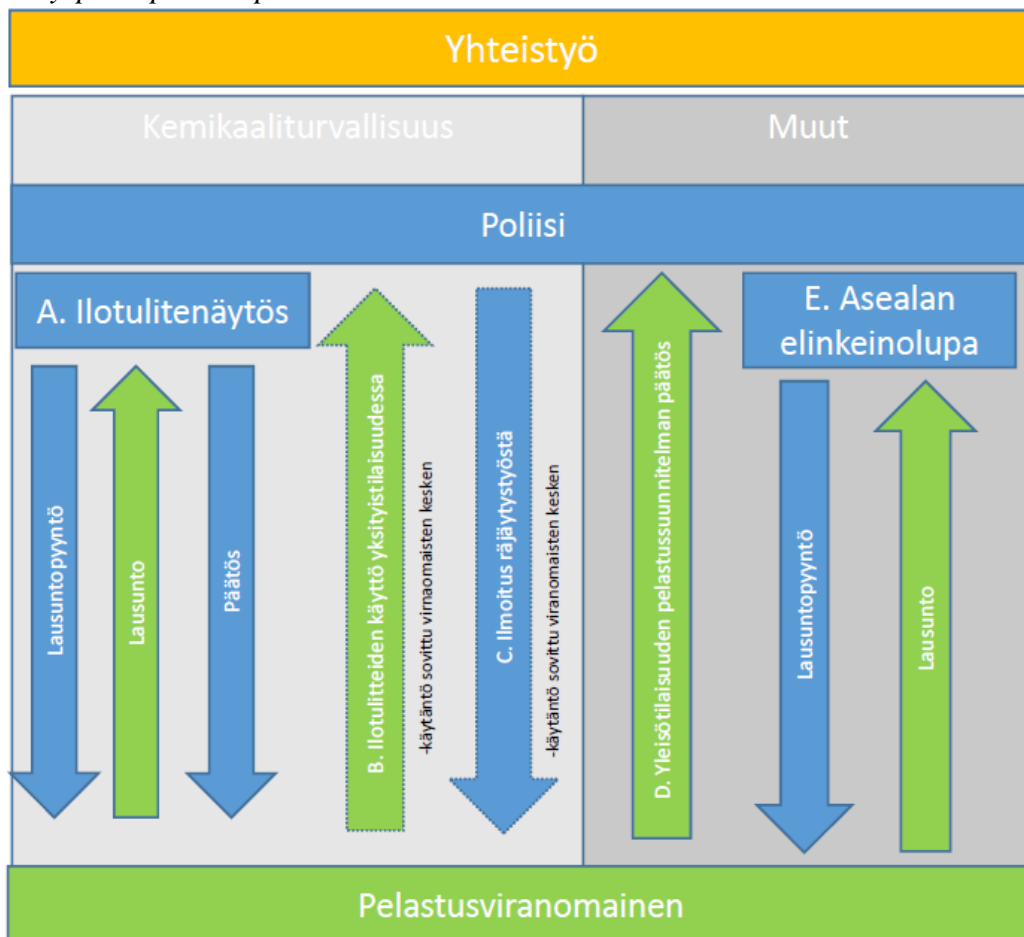 Yhteistyö
Kemikaaliturvallisuus
Muut
Poliisi
A. Ilotulitenäytös
Lausuntopyyntö
Lausunto
Päätös
B. Ilotulitteiden käyttö yksityistilaisuudessa
-käytäntö sovittu virnaomaisten kesken
C. Ilmoitus räjäytystyöstä
-käytäntö sovittu viranomaisten kesken
D. Yleisötilaisuuden pelastussuunnitelman päätös
E. Asealan
elinkeinolupa
Lausuntopyyntö
Lausunto
Pelastusviranomainen